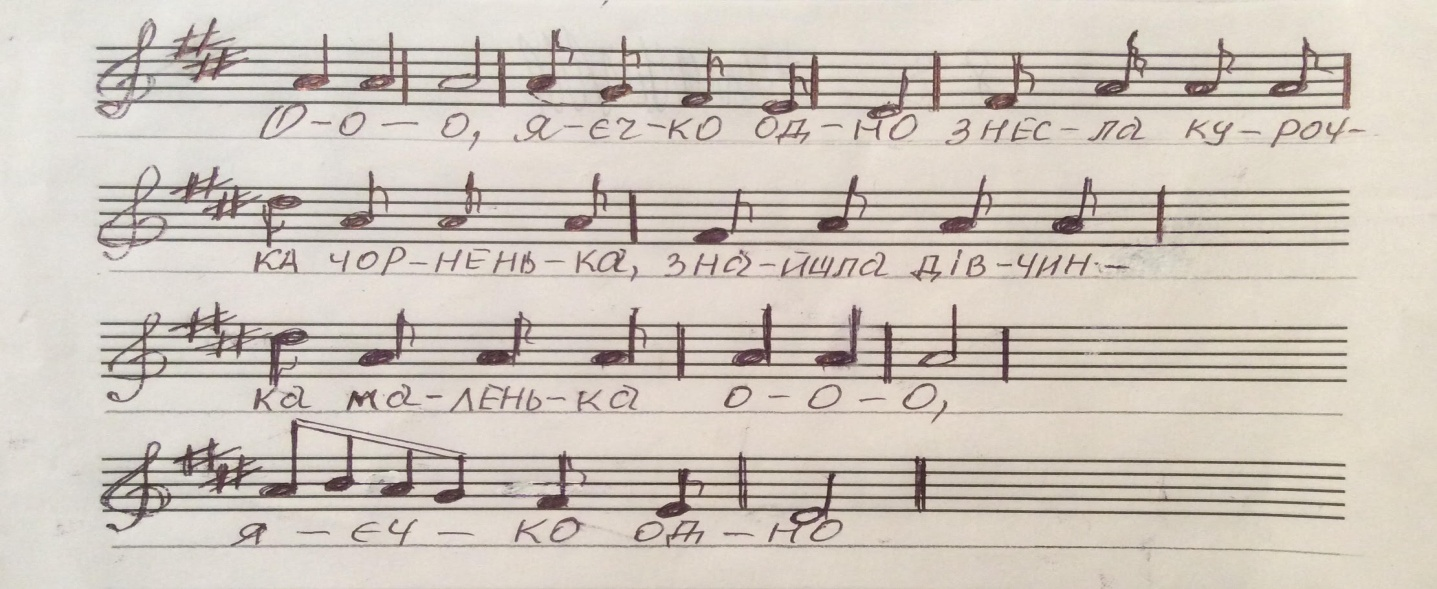 О-о-о, я-єч-ко од-но знес-ла ку-роч-
ка чор-нень-ка, зна-йшла дів-чин-
ка ма-лень-ка о-о-о,
я-єч-ко од-но